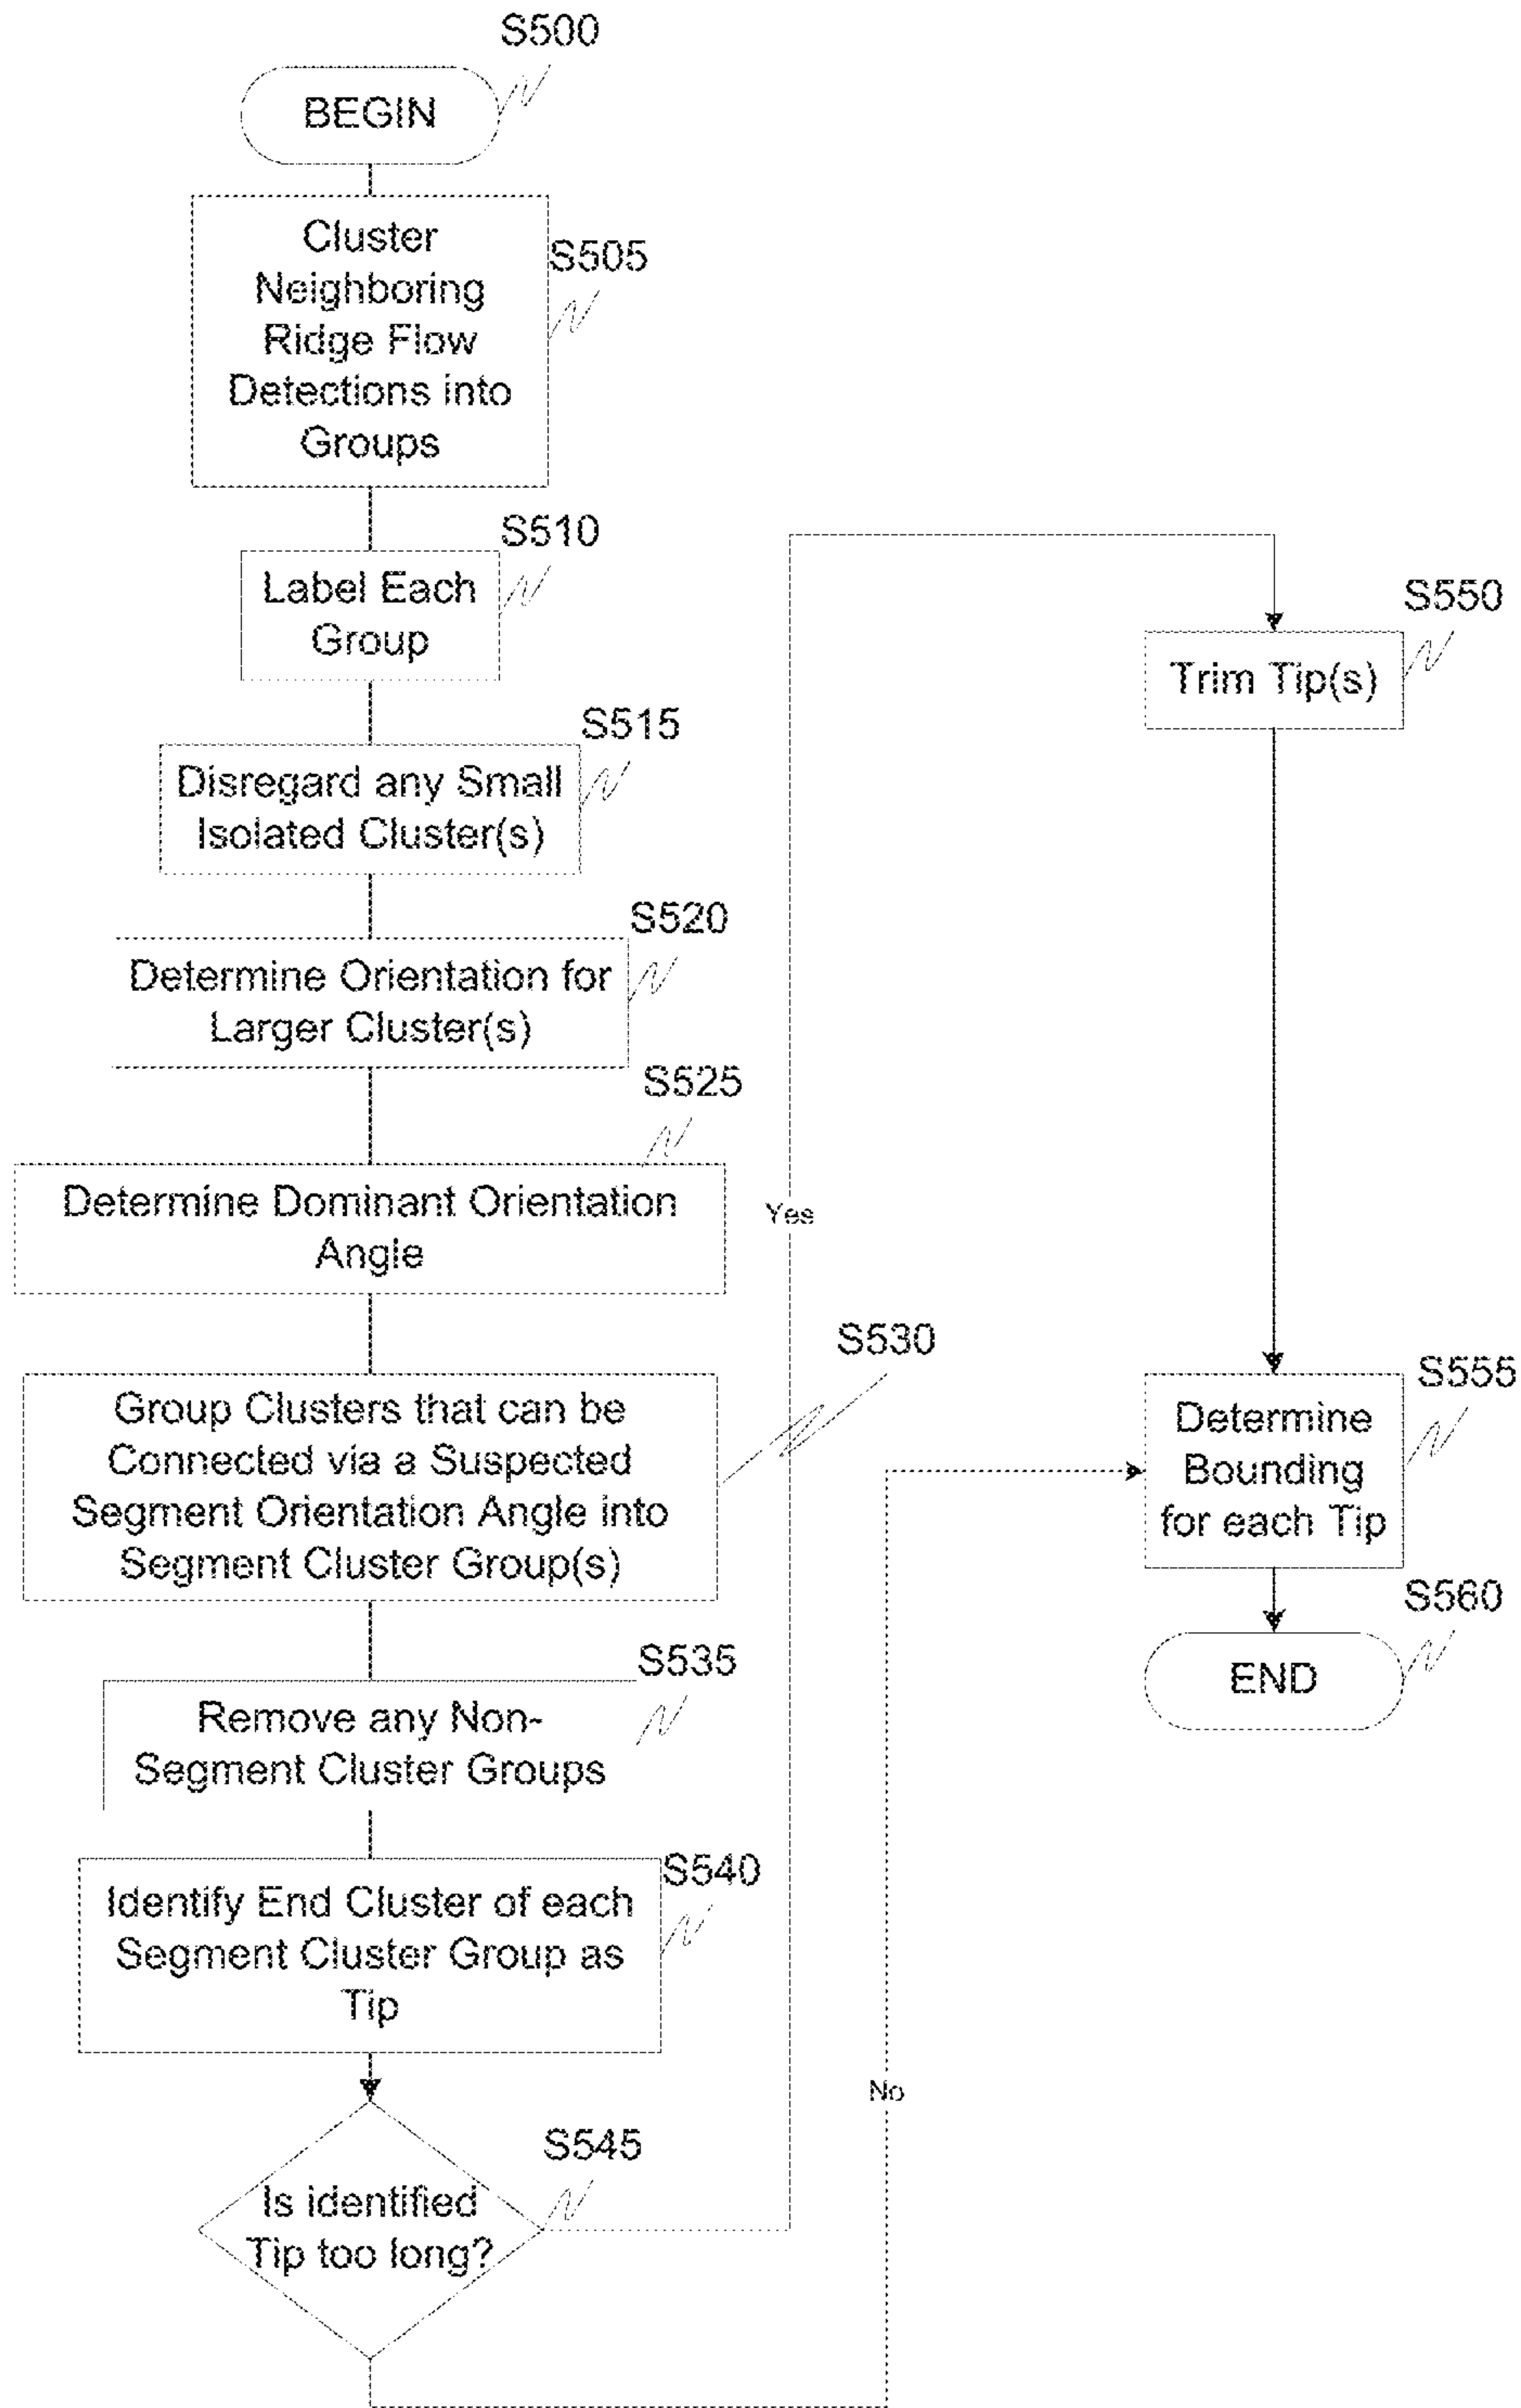 S500
BEGIN
Cluster
Neighboring
Ridge Flow
Detections into
Groups
S505
S510
Label Each
Group
S515
Disregard any Small
Isolated Cluster(s)
S520
Determine Orientation for
Larger Cluster(s)
S525
Determine Dominant Orientation
Angle
S530
Group Clusters that can be
Connected via a Suspected
Segment Orientation Angle into
Segment Cluster Group(s)
S535
Remove any Non-
Segment Cluster Groups
S540
Identify End Cluster of each
Segment Cluster Group as
Tip
S545
Is identified
Tip too long?
Yes
No
S550
Trim Tip(s)
S555
Determine
Bounding
for each Tip
S560
END